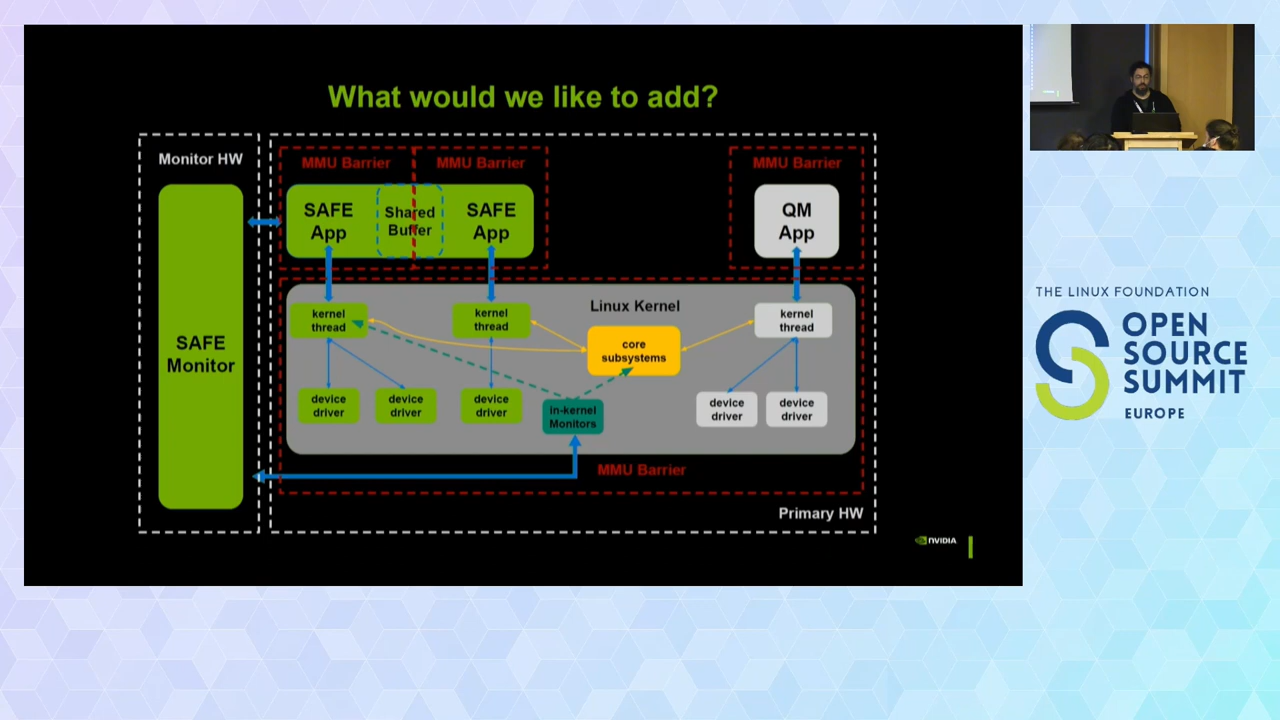 What would we like to add?
Monitor HW
SAFE
Monitor
MMU Barrier
MMU Barrier
MMU Barrier
SAFE
App
Shared
Buffer
SAFE
App
QM
App
Linux Kernel
kernel
thread
kernel
thread
core
subsystems
kernel
thread
device
driver
device
driver
device
driver
in-kernel
Monitors
device
driver
device
driver
MMU Barrier
Primary HW
NVIDIA
THE LINUX FOUNDATION
OPEN
SOURCE
SUMMIT
EUROPE